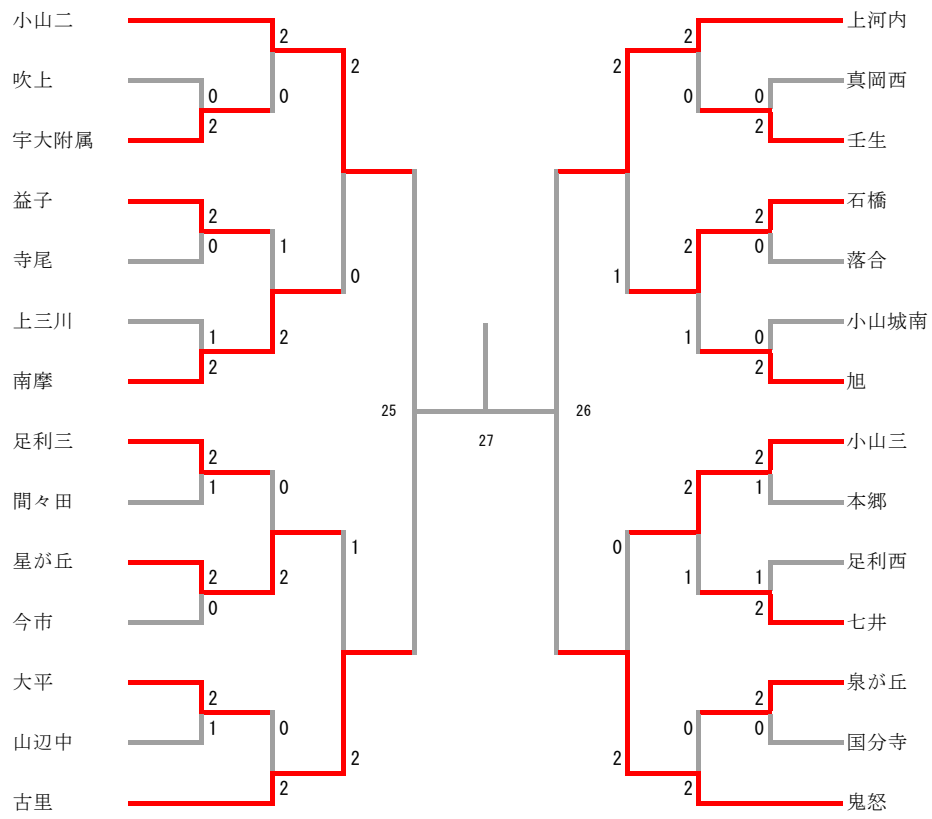 小山二 2 2 上河内
2 2
吹上 0 0 0 0 真岡西
宇大附属 2 2 壬生
益子 2 2 石橋
寺尾 0 1 2 0 落合
0 1
上三川 1 2 1 0 小山城南
南摩 2 2 旭
25 26
27
足利三 2 2 小山三
間々田 1 0 2 1 本郷
1 0
星が丘 2 2 1 1 足利西
今市 0 2 七井
大平 2 2 泉が丘
山辺中 1 0 0 0 国分寺
2 2
古里 2 2 鬼怒